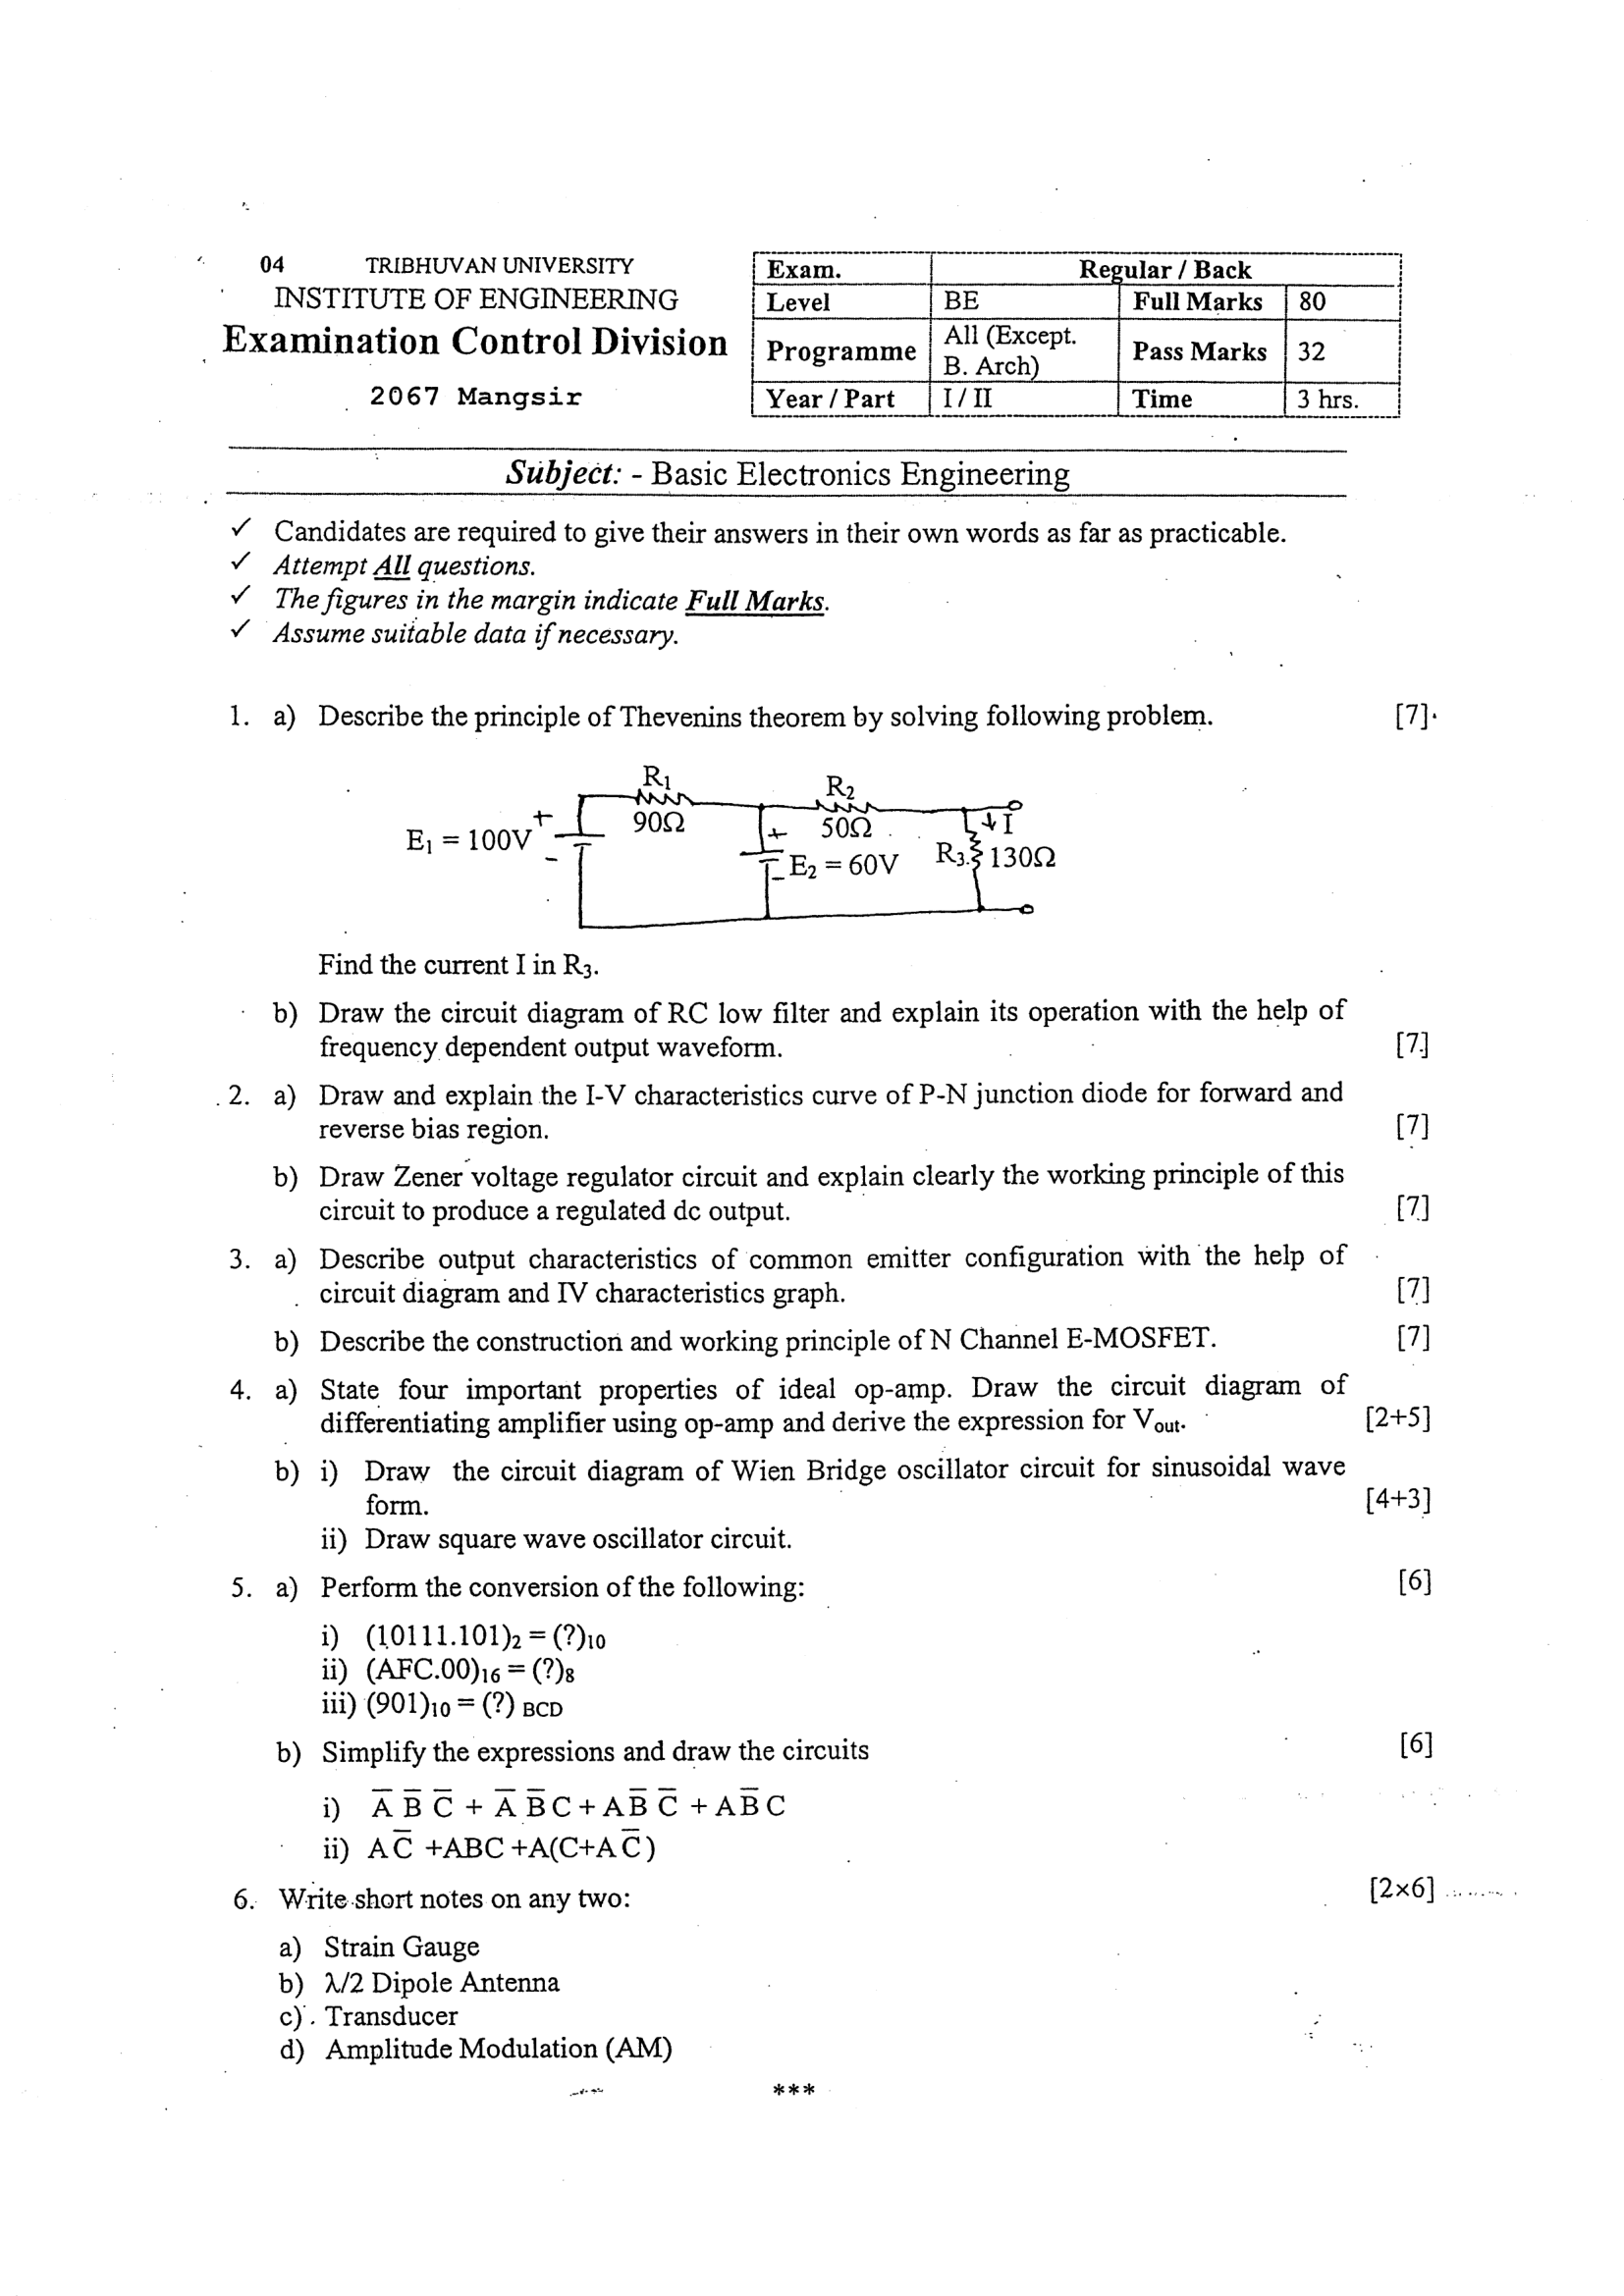 04 TRIBHUVAN UNIVERSITY
INSTITUTE OF ENGINEERING
Examination Control Division
2067 Mangsir
Exam. Regular / Back
Level BE Full Marks 80
Programme All (Except. B. Arch) Pass Marks 32
Year / Part I / II Time 3 hrs.
Subject: - Basic Electronics Engineering
✓ Candidates are required to give their answers in their own words as far as practicable.
✓ Attempt All questions.
✓ The figures in the margin indicate Full Marks.
✓ Assume suitable data if necessary.
1. a) Describe the principle of Thevenins theorem by solving following problem. [7]
R₁
90Ω
R₂
50Ω
E₁ = 100V
+
-
+
-
E₂ = 60V
↓I
R₃
130Ω
Find the current I in R₃.
b) Draw the circuit diagram of RC low filter and explain its operation with the help of
frequency dependent output waveform. [7]
2. a) Draw and explain the I-V characteristics curve of P-N junction diode for forward and
reverse bias region. [7]
b) Draw Zener voltage regulator circuit and explain clearly the working principle of this
circuit to produce a regulated dc output. [7]
3. a) Describe output characteristics of common emitter configuration with the help of
circuit diagram and IV characteristics graph. [7]
b) Describe the construction and working principle of N Channel E-MOSFET. [7]
4. a) State four important properties of ideal op-amp. Draw the circuit diagram of
differentiating amplifier using op-amp and derive the expression for Vout. [2+5]
b) i) Draw the circuit diagram of Wien Bridge oscillator circuit for sinusoidal wave
form. [4+3]
ii) Draw square wave oscillator circuit.
5. a) Perform the conversion of the following: [6]
i) (10111.101)₂ = (?)₁₀
ii) (AFC.00)₁₆ = (?)₈
iii) (901)₁₀ = (?) BCD
b) Simplify the expressions and draw the circuits [6]
i) A̅ B̅ C̅ + A̅ B̅ C + A B̅ C̅ + A B̅ C
ii) A C̅ +ABC +A(C+A C̅)
6. Write short notes on any two: [2×6]
a) Strain Gauge
b) λ/2 Dipole Antenna
c) Transducer
d) Amplitude Modulation (AM)
***